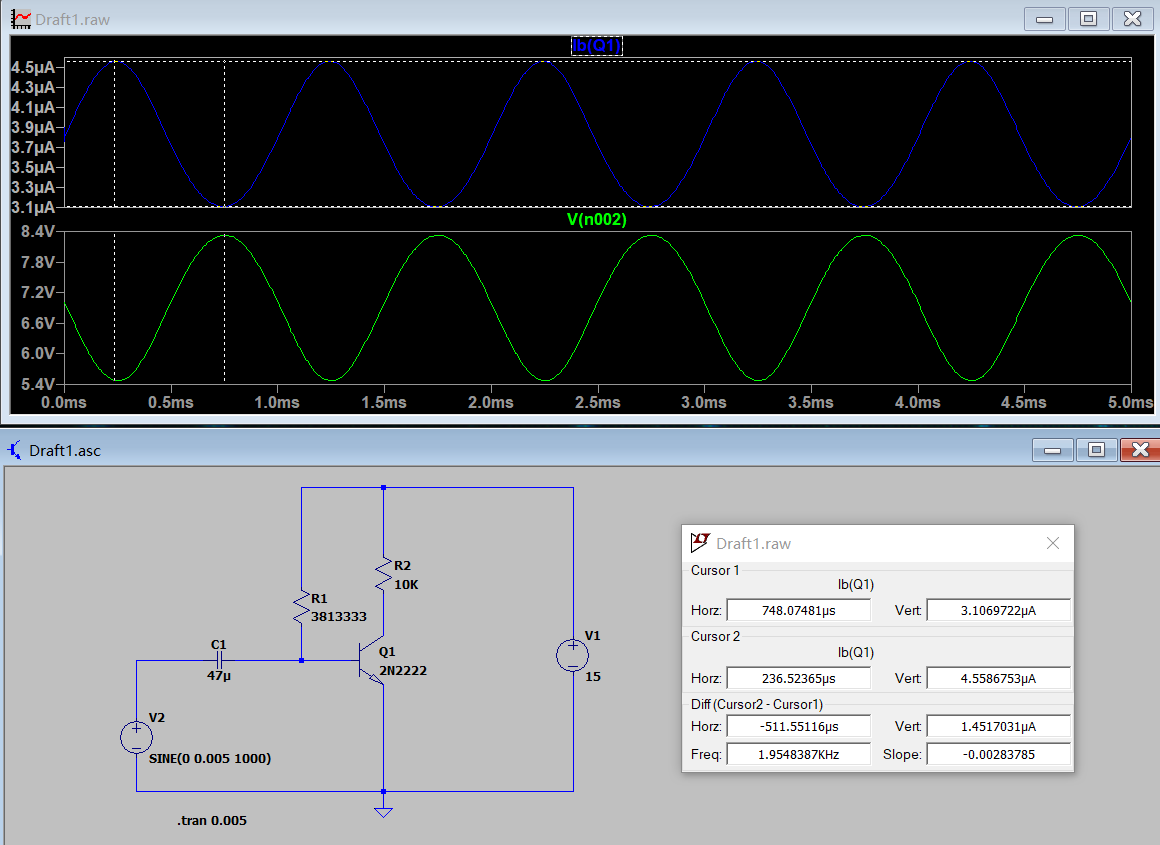 Draft1.raw
Ib(Q1)
4.5µA
4.3µA
4.1µA
3.9µA
3.7µA
3.5µA
3.3µA
3.1µA
V(n002)
8.4V
7.8V
7.2V
6.6V
6.0V
5.4V
0.0ms 0.5ms 1.0ms 1.5ms 2.0ms 2.5ms 3.0ms 3.5ms 4.0ms 4.5ms 5.0ms
Draft1.asc
R2
10K
R1
3813333
C1
47µ
Q1
2N2222
V1
15
V2
SINE(0 0.005 1000)
.tran 0.005
Draft1.raw
Cursor 1
Ib(Q1)
Horz: 748.07481µs Vert: 3.1069722µA
Cursor 2
Ib(Q1)
Horz: 236.52365µs Vert: 4.5586753µA
Diff (Cursor2 - Cursor1)
Horz: -511.55116µs Vert: 1.4517031µA
Freq: 1.9548387KHz Slope: -0.00283785